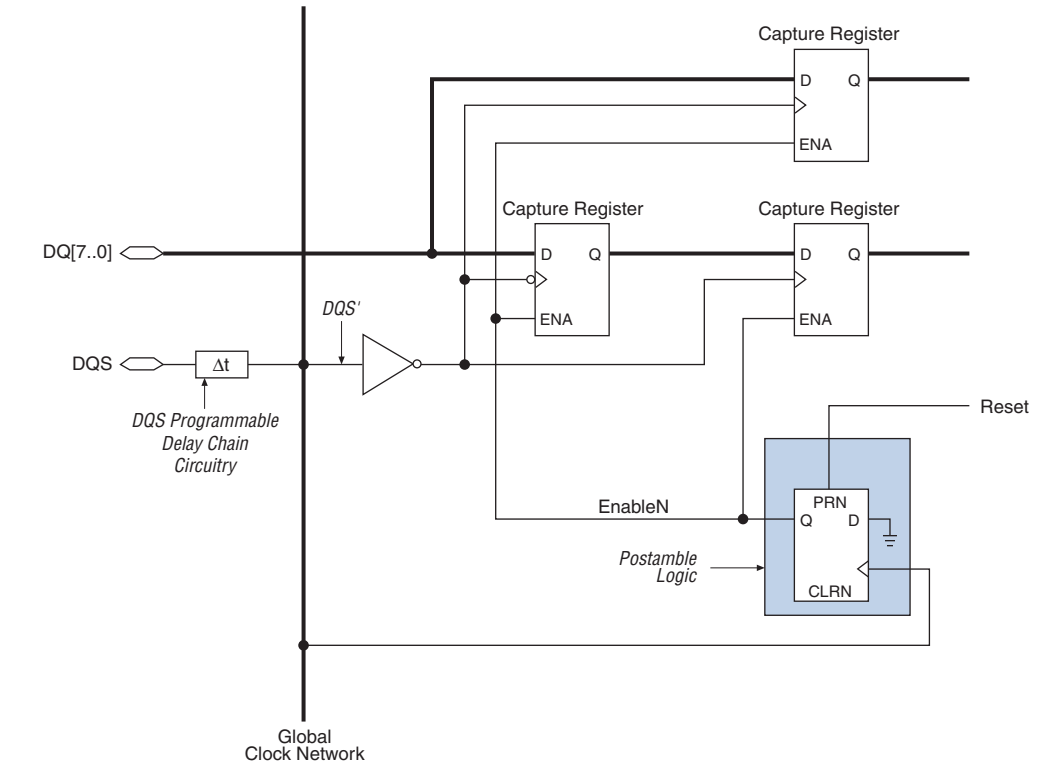 Capture Register
D Q
ENA
Capture Register
D Q
ENA
Capture Register
D Q
ENA
DQ[7..0]
DQS'
DQS
Δt
DQS Programmable
Delay Chain
Circuitry
Reset
EnableN
PRN
Q D
CLRN
Postamble
Logic
Global
Clock Network